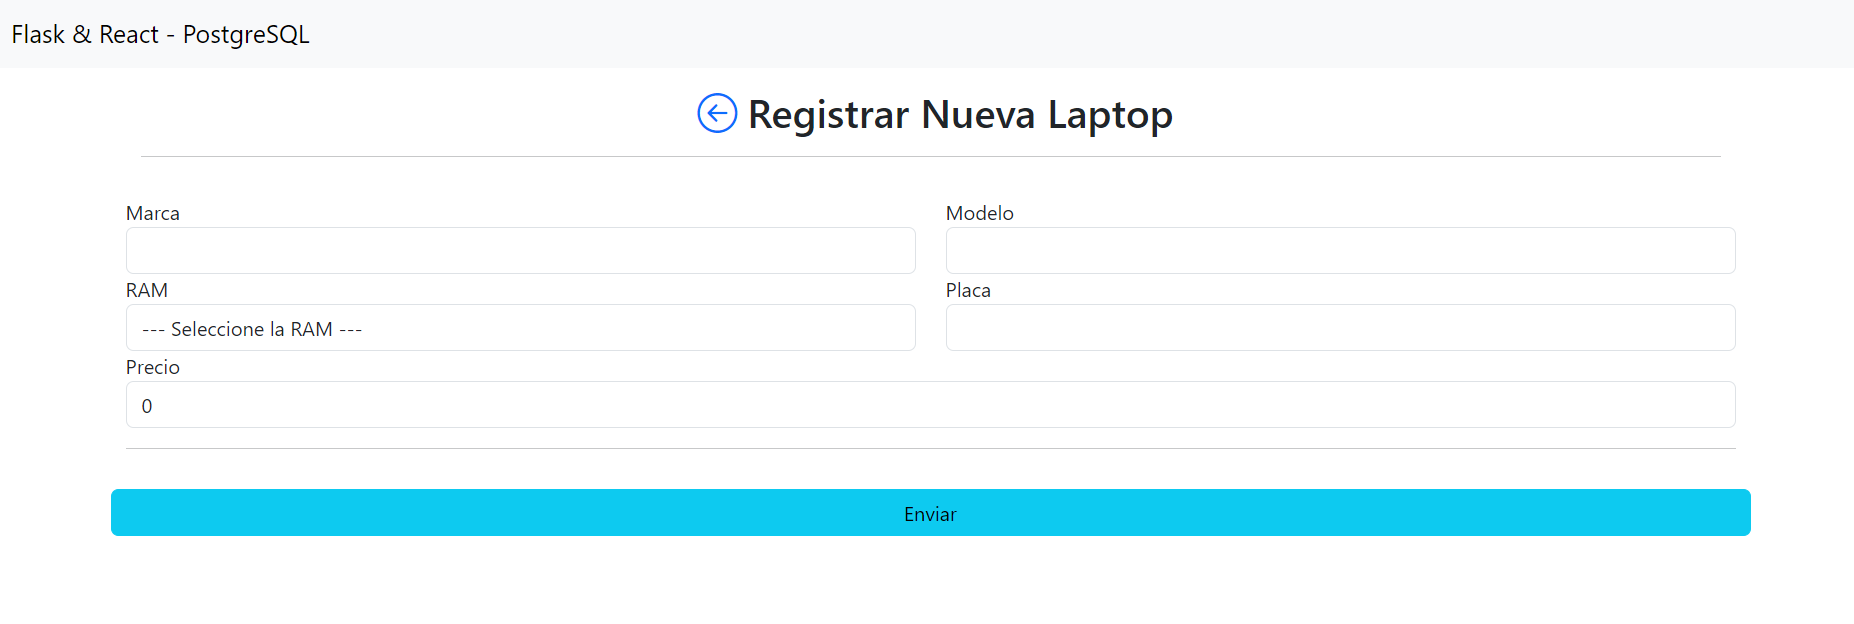 Flask & React - PostgreSQL
Registrar Nueva Laptop
Marca
Modelo
RAM
Placa
--- Seleccione la RAM ---
Precio
0
Enviar